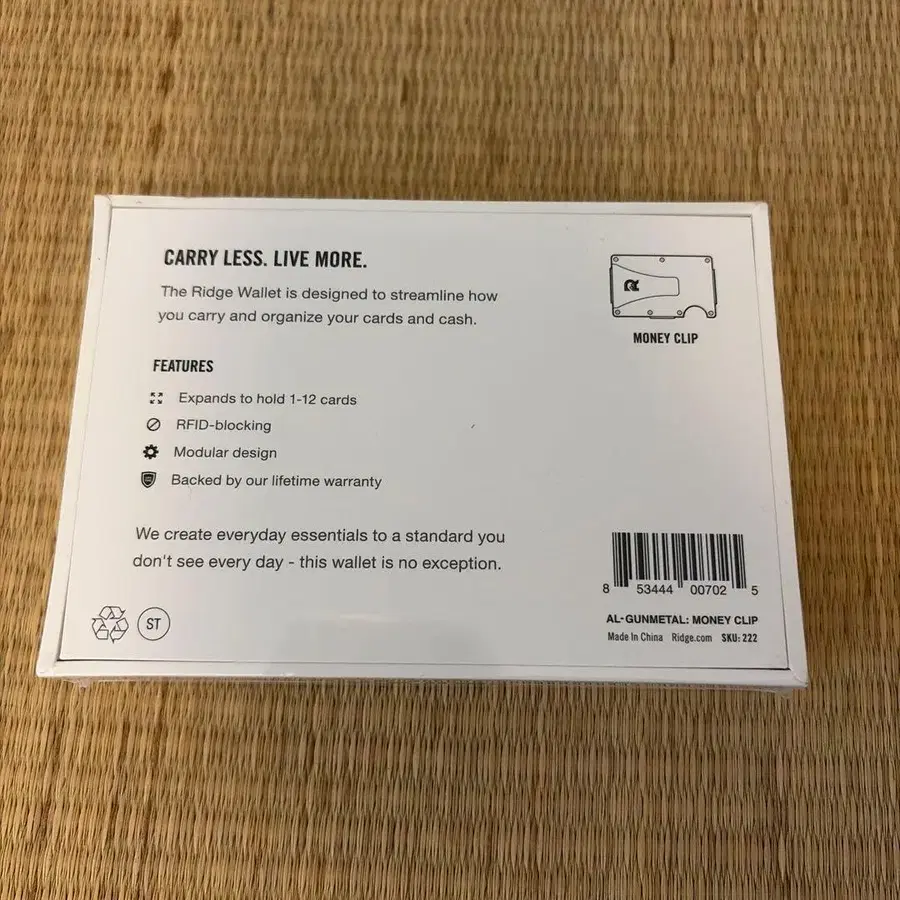 CARRY LESS. LIVE MORE.
The Ridge Wallet is designed to streamline how
you carry and organize your cards and cash.
MONEY CLIP
FEATURES
Expands to hold 1-12 cards
RFID-blocking
Modular design
Backed by our lifetime warranty
We create everyday essentials to a standard you
don't see every day - this wallet is no exception.
8 53444 00702 5
AL-GUNMETAL: MONEY CLIP
Made In China Ridge.com SKU: 222
ST